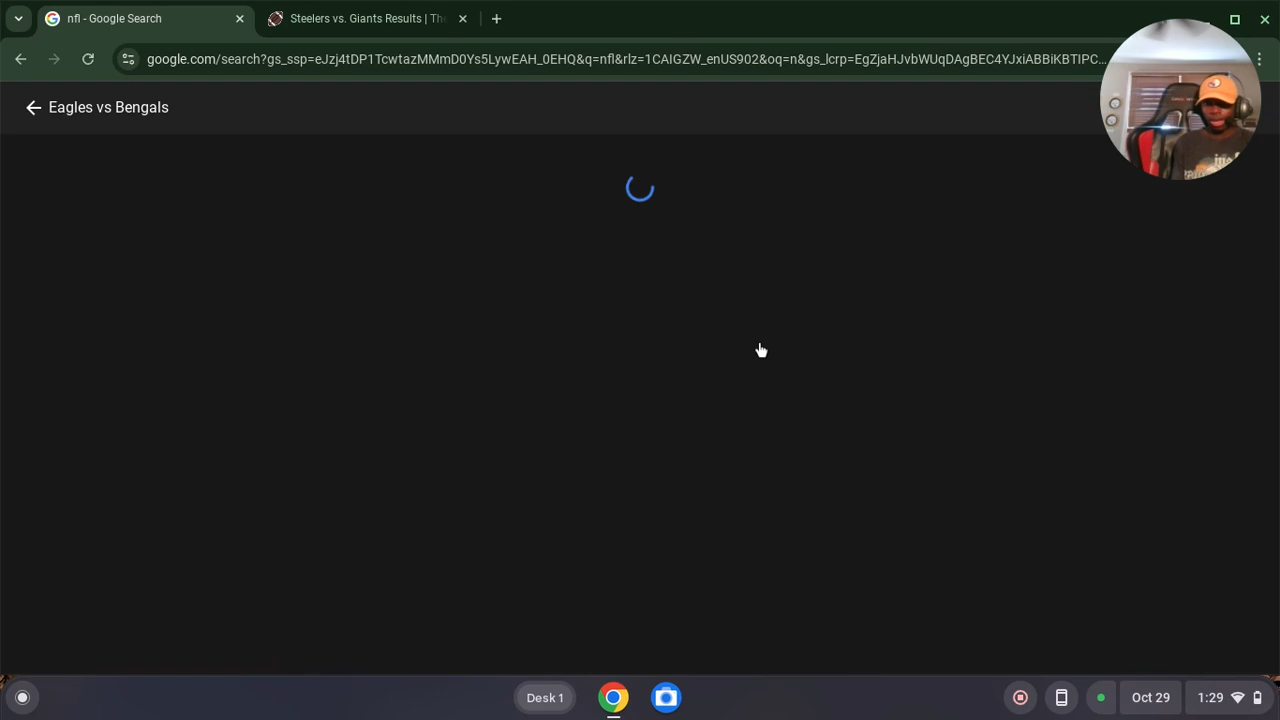 nfl - Google Search
Steelers vs. Giants Results | Th
google.com/search?gs_ssp=eJzj4tDP1TcwtazMMmD0Ys5LywEAH_0EHQ&q=nfl&rlz=1CAIGZW_enUS902&oq=n&gs_lcrp=EgZjaHJvbWUqDAgBEC4YJxiABBiKBTIPC...
Eagles vs Bengals
Desk 1
Oct 29
1:29